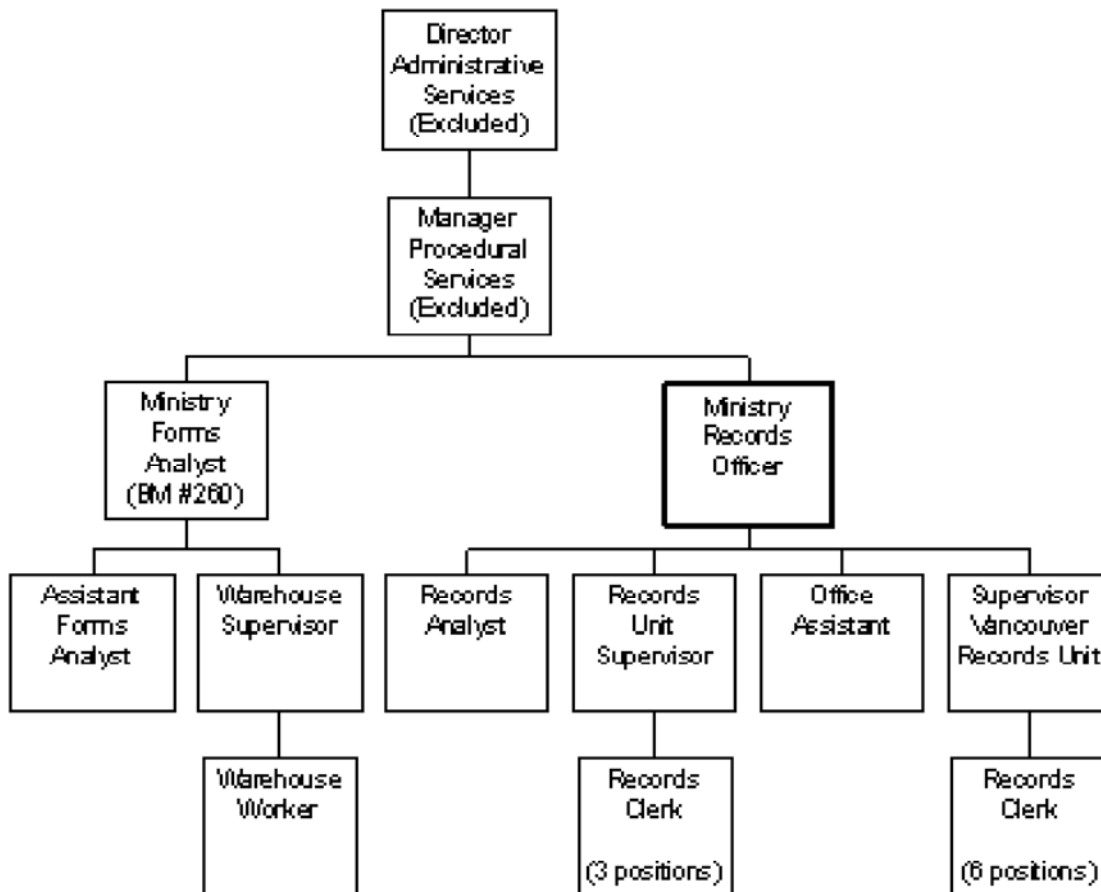 Director
Administrative
Services
(Excluded)
Manager
Procedural
Services
(Excluded)
Ministry
Forms
Analyst
(BM #260)
Ministry
Records
Officer
Assistant
Forms
Analyst
Warehouse
Supervisor
Records
Analyst
Records
Unit
Supervisor
Office
Assistant
Supervisor
Vancouver
Records Unit
Warehouse
Worker
Records
Clerk
(3 positions)
Records
Clerk
(6 positions)